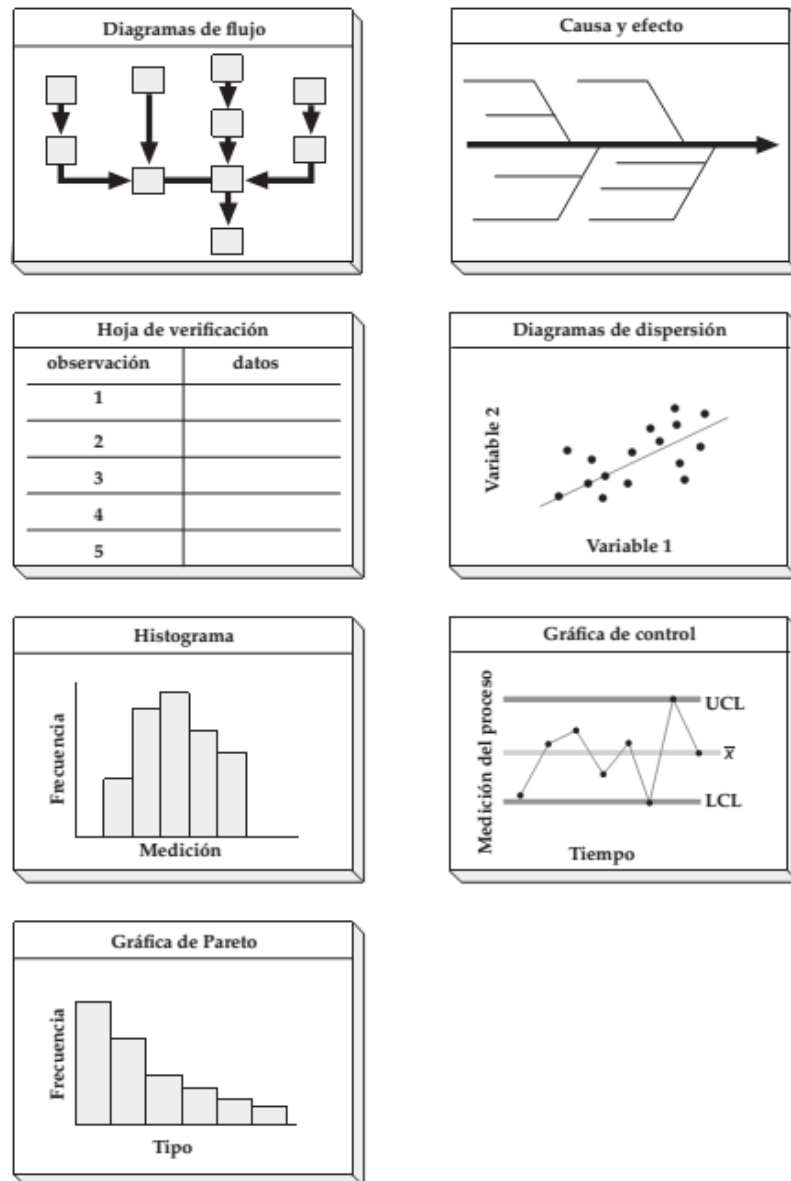 Diagramas de flujo
Causa y efecto
Hoja de verificación
observación datos
1
2
3
4
5
Diagramas de dispersión
Variable 2
Variable 1
Histograma
Frecuencia
Medición
Gráfica de control
Medición del proceso
UCL
x̅
LCL
Tiempo
Gráfica de Pareto
Frecuencia
Tipo